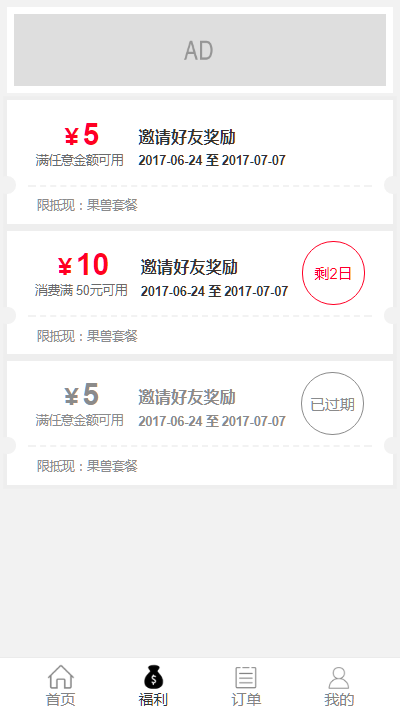 AD
¥5
邀请好友奖励
满任意金额可用
2017-06-24 至 2017-07-07
限抵现：果兽套餐
¥10
邀请好友奖励
剩2日
消费满 50元可用
2017-06-24 至 2017-07-07
限抵现：果兽套餐
¥5
邀请好友奖励
已过期
满任意金额可用
2017-06-24 至 2017-07-07
限抵现：果兽套餐
首页
福利
订单
我的